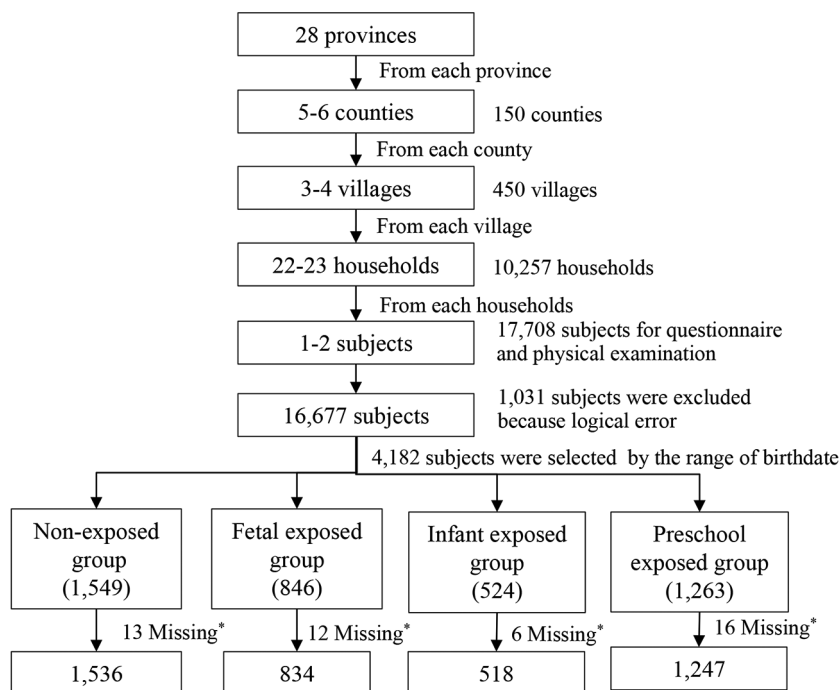 28 provinces
From each province
5-6 counties
150 counties
From each county
3-4 villages
450 villages
From each village
22-23 households
10,257 households
From each households
1-2 subjects
17,708 subjects for questionnaire
and physical examination
16,677 subjects
1,031 subjects were excluded
because logical error
4,182 subjects were selected by the range of birthdate
Non-exposed
group
(1,549)
Fetal exposed
group
(846)
Infant exposed
group
(524)
Preschool
exposed group
(1,263)
13 Missing*
12 Missing*
6 Missing*
16 Missing*
1,536
834
518
1,247